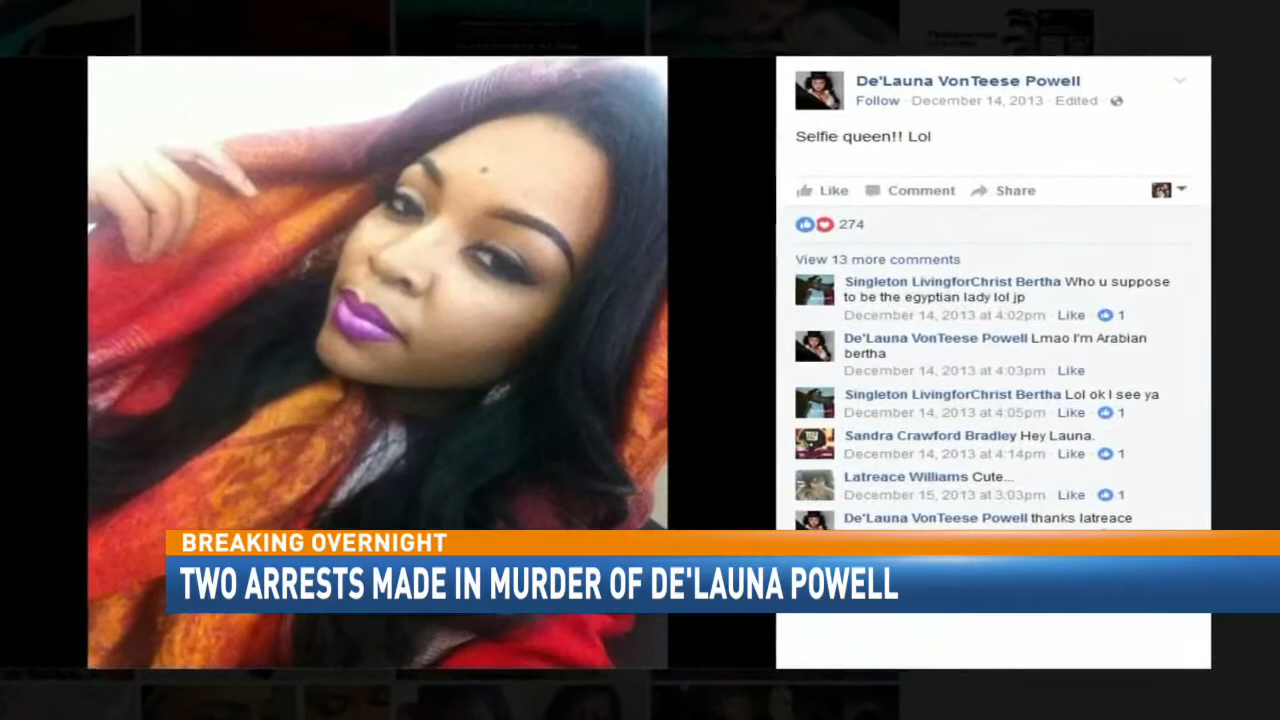 De'Launa VonTeese Powell
Follow · December 14, 2013 · Edited ·
Selfie queen!! Lol
Like Comment Share
274
View 13 more comments
Singleton LivingforChrist Bertha Who u suppose
to be the egyptian lady lol jp
December 14, 2013 at 4:02pm · Like · 1
De'Launa VonTeese Powell Lmao I'm Arabian
bertha
December 14, 2013 at 4:03pm · Like
Singleton LivingforChrist Bertha Lol ok I see ya
December 14, 2013 at 4:05pm · Like · 1
Sandra Crawford Bradley Hey Launa.
December 14, 2013 at 4:14pm · Like · 1
Latreace Williams Cute...
December 15, 2013 at 3:03pm · Like · 1
De'Launa VonTeese Powell thanks latreace
BREAKING OVERNIGHT
TWO ARRESTS MADE IN MURDER OF DE'LAUNA POWELL